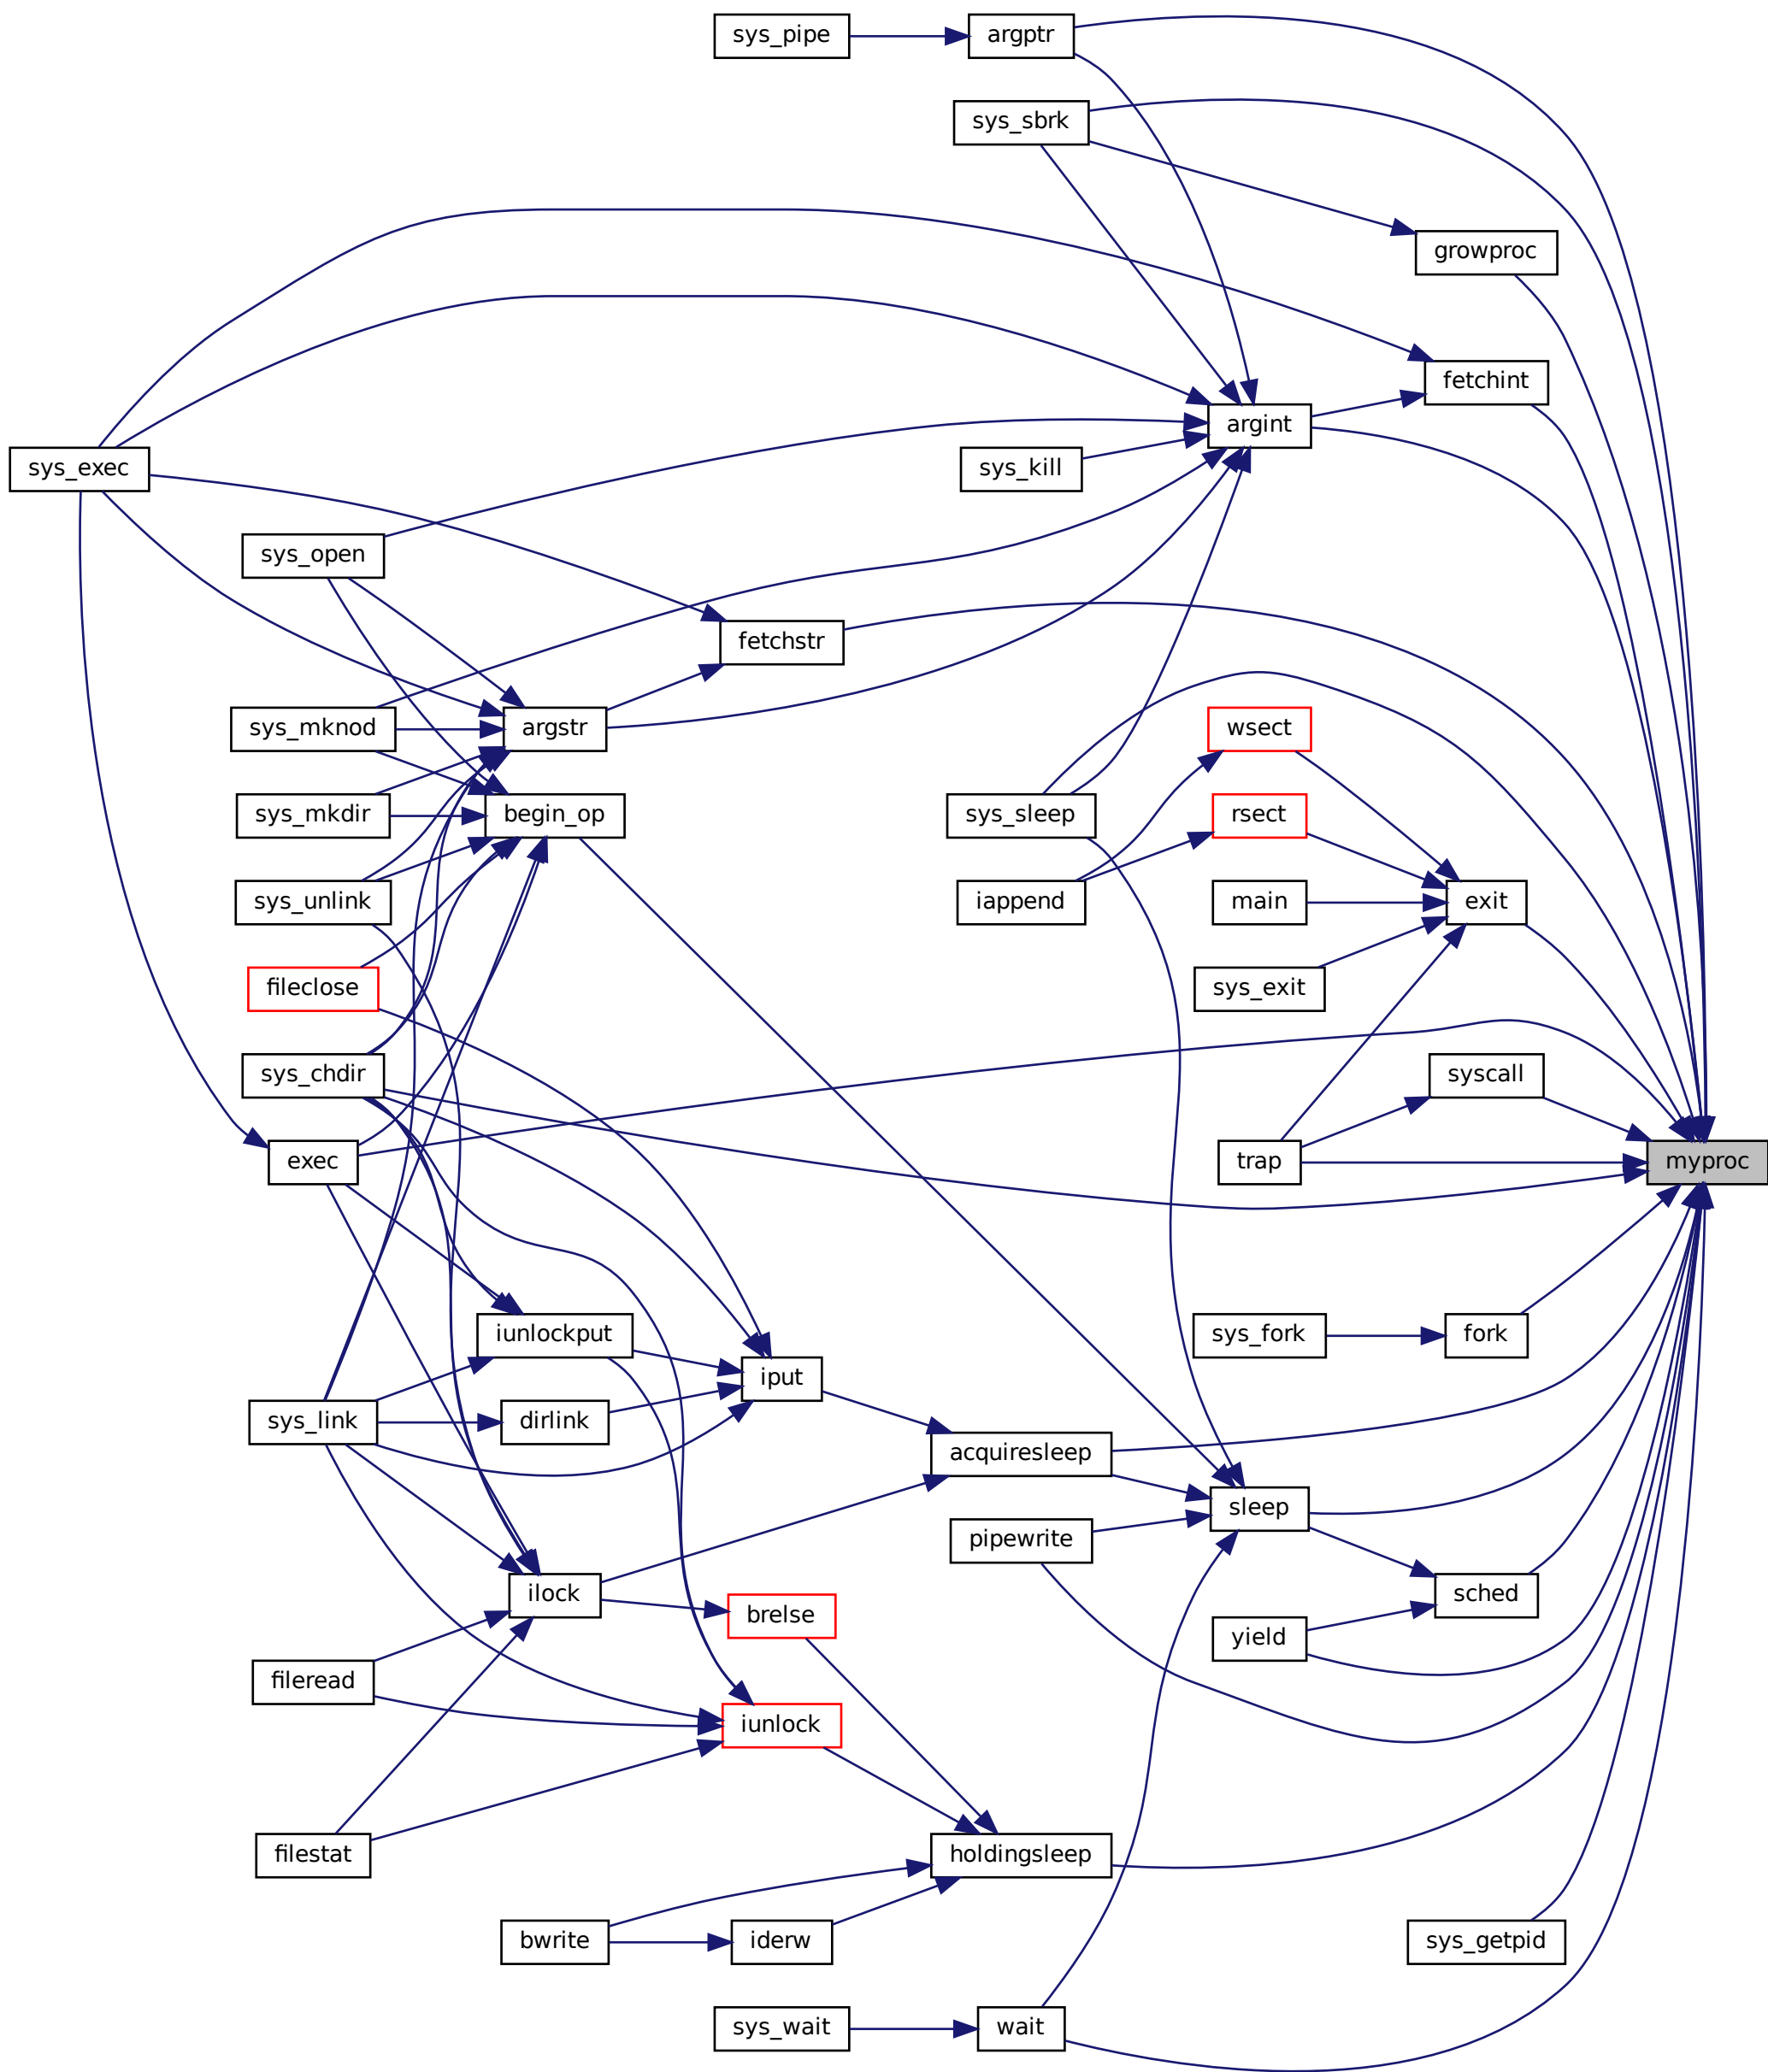 sys_pipe
argptr
sys_sbrk
growproc
fetchint
argint
sys_exec
sys_kill
sys_open
fetchstr
sys_mknod
argstr
wsect
sys_mkdir
begin_op
sys_sleep
rsect
sys_unlink
iappend
main
exit
fileclose
sys_exit
sys_chdir
syscall
exec
trap
myproc
iunlockput
sys_fork
fork
iput
sys_link
dirlink
acquiresleep
sleep
pipewrite
ilock
sched
brelse
yield
fileread
iunlock
filestat
holdingsleep
bwrite
iderw
sys_getpid
sys_wait
wait